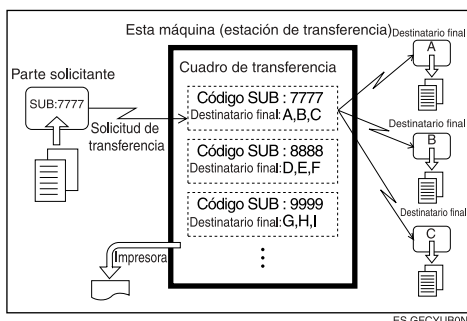 Esta máquina (estación de transferencia)
Destinatario final
A
Parte solicitante
SUB:7777
Solicitud de
transferencia
Cuadro de transferencia
Código SUB : 7777
Destinatario final:A,B,C
Código SUB : 8888
Destinatario final:D,E,F
Código SUB : 9999
Destinatario final:G,H,I
Impresora
Destinatario final
B
Destinatario final
C
ES GFCYUB0N